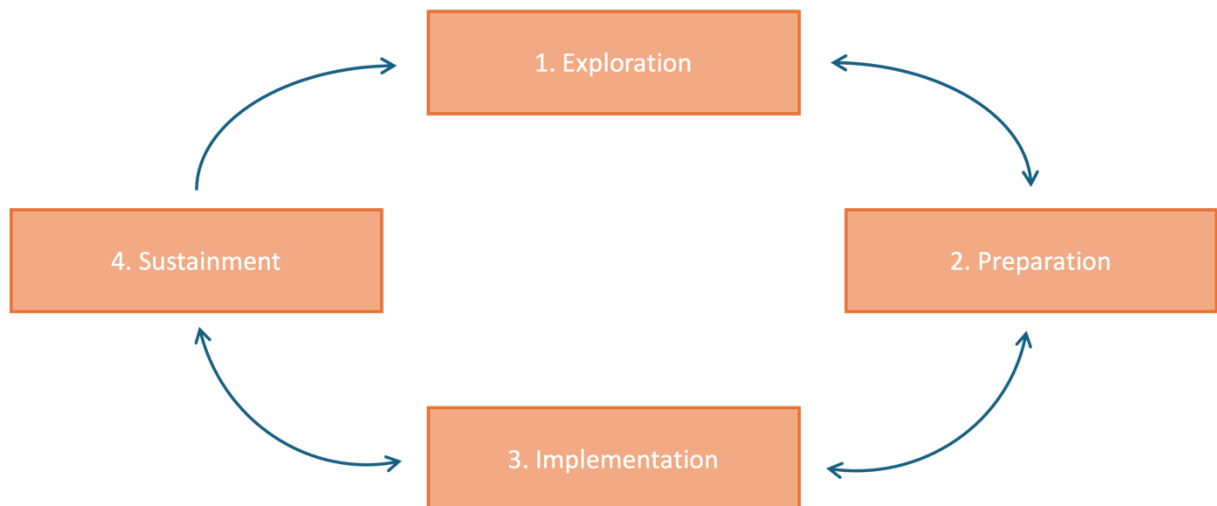 1. Exploration
2. Preparation
3. Implementation
4. Sustainment